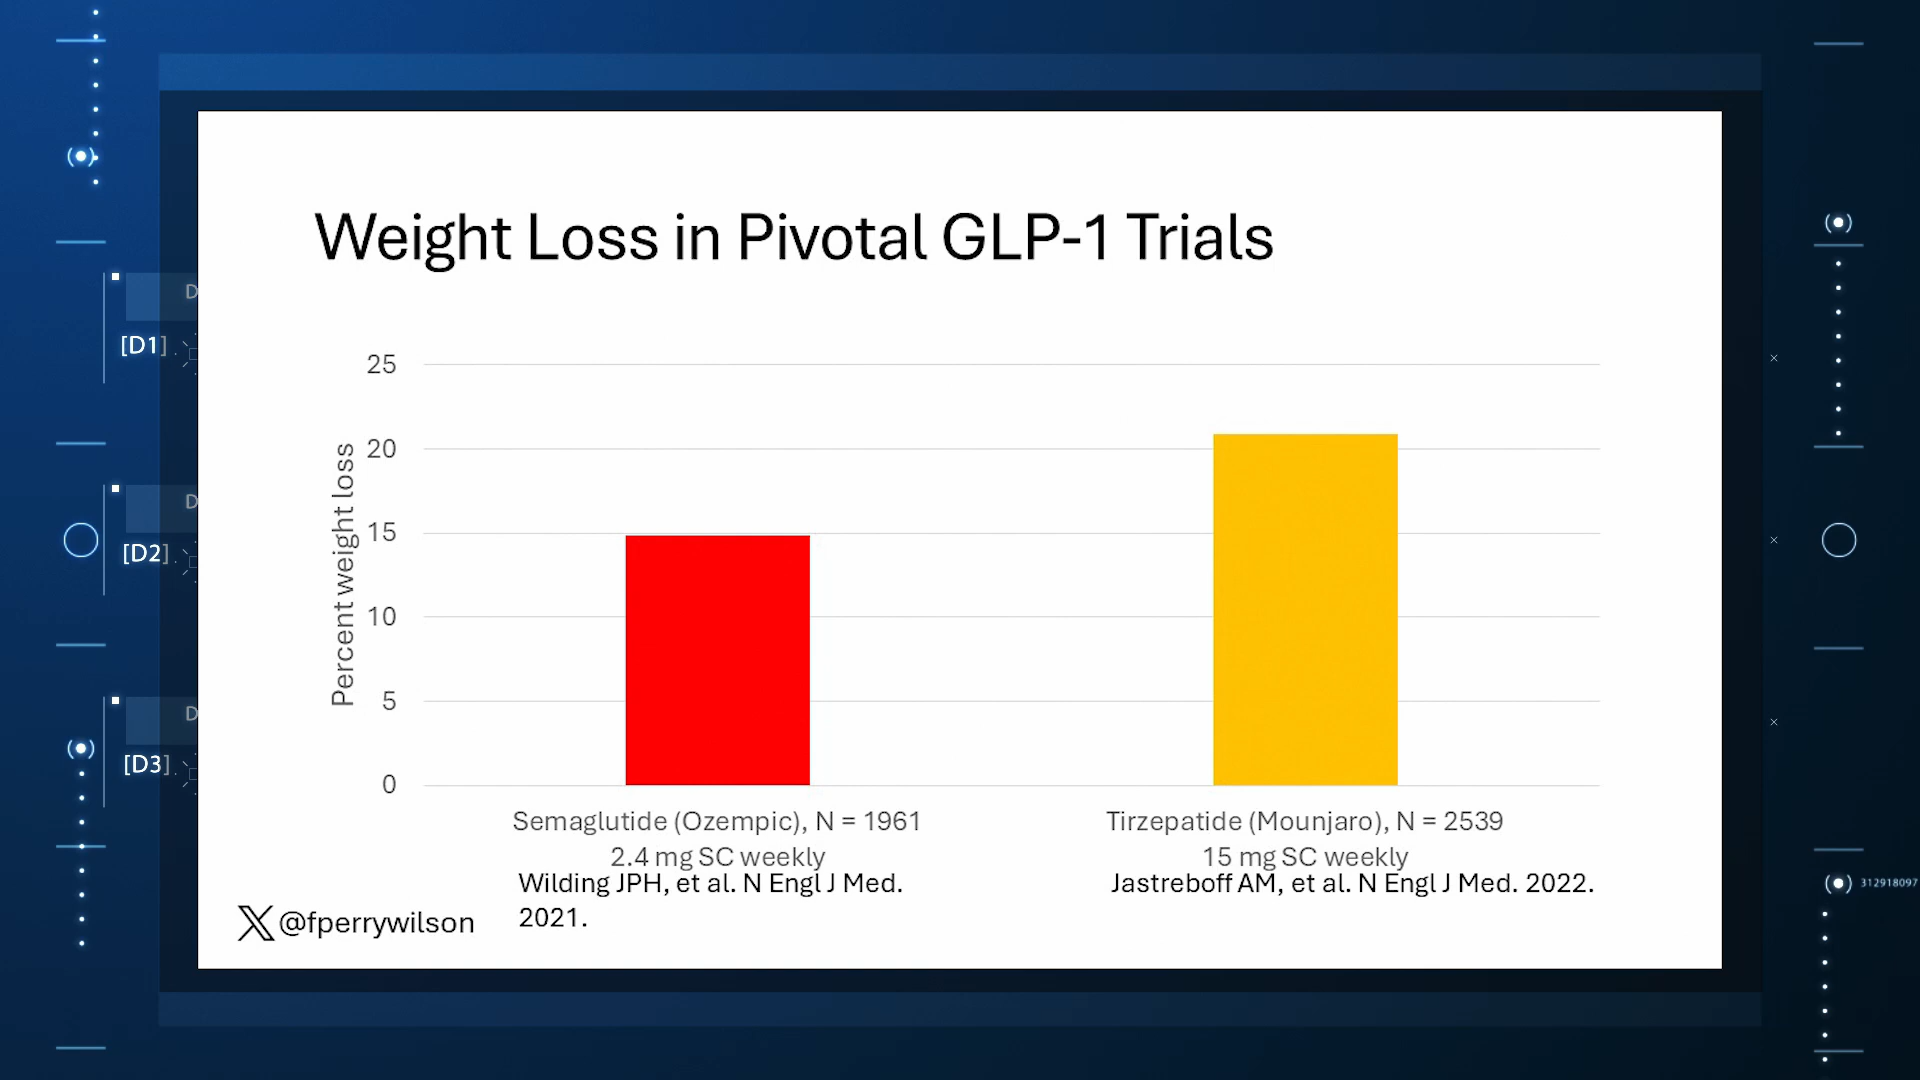 Weight Loss in Pivotal GLP-1 Trials
25
20
15
10
5
0
Percent weight loss
Semaglutide (Ozempic), N = 1961
2.4 mg SC weekly
Tirzepatide (Mounjaro), N = 2539
15 mg SC weekly
Wilding JPH, et al. N Engl J Med.
2021.
Jastreboff AM, et al. N Engl J Med. 2022.
X @fperrywilson
D
[D1]
D
[D2]
D
[D3]
312918097